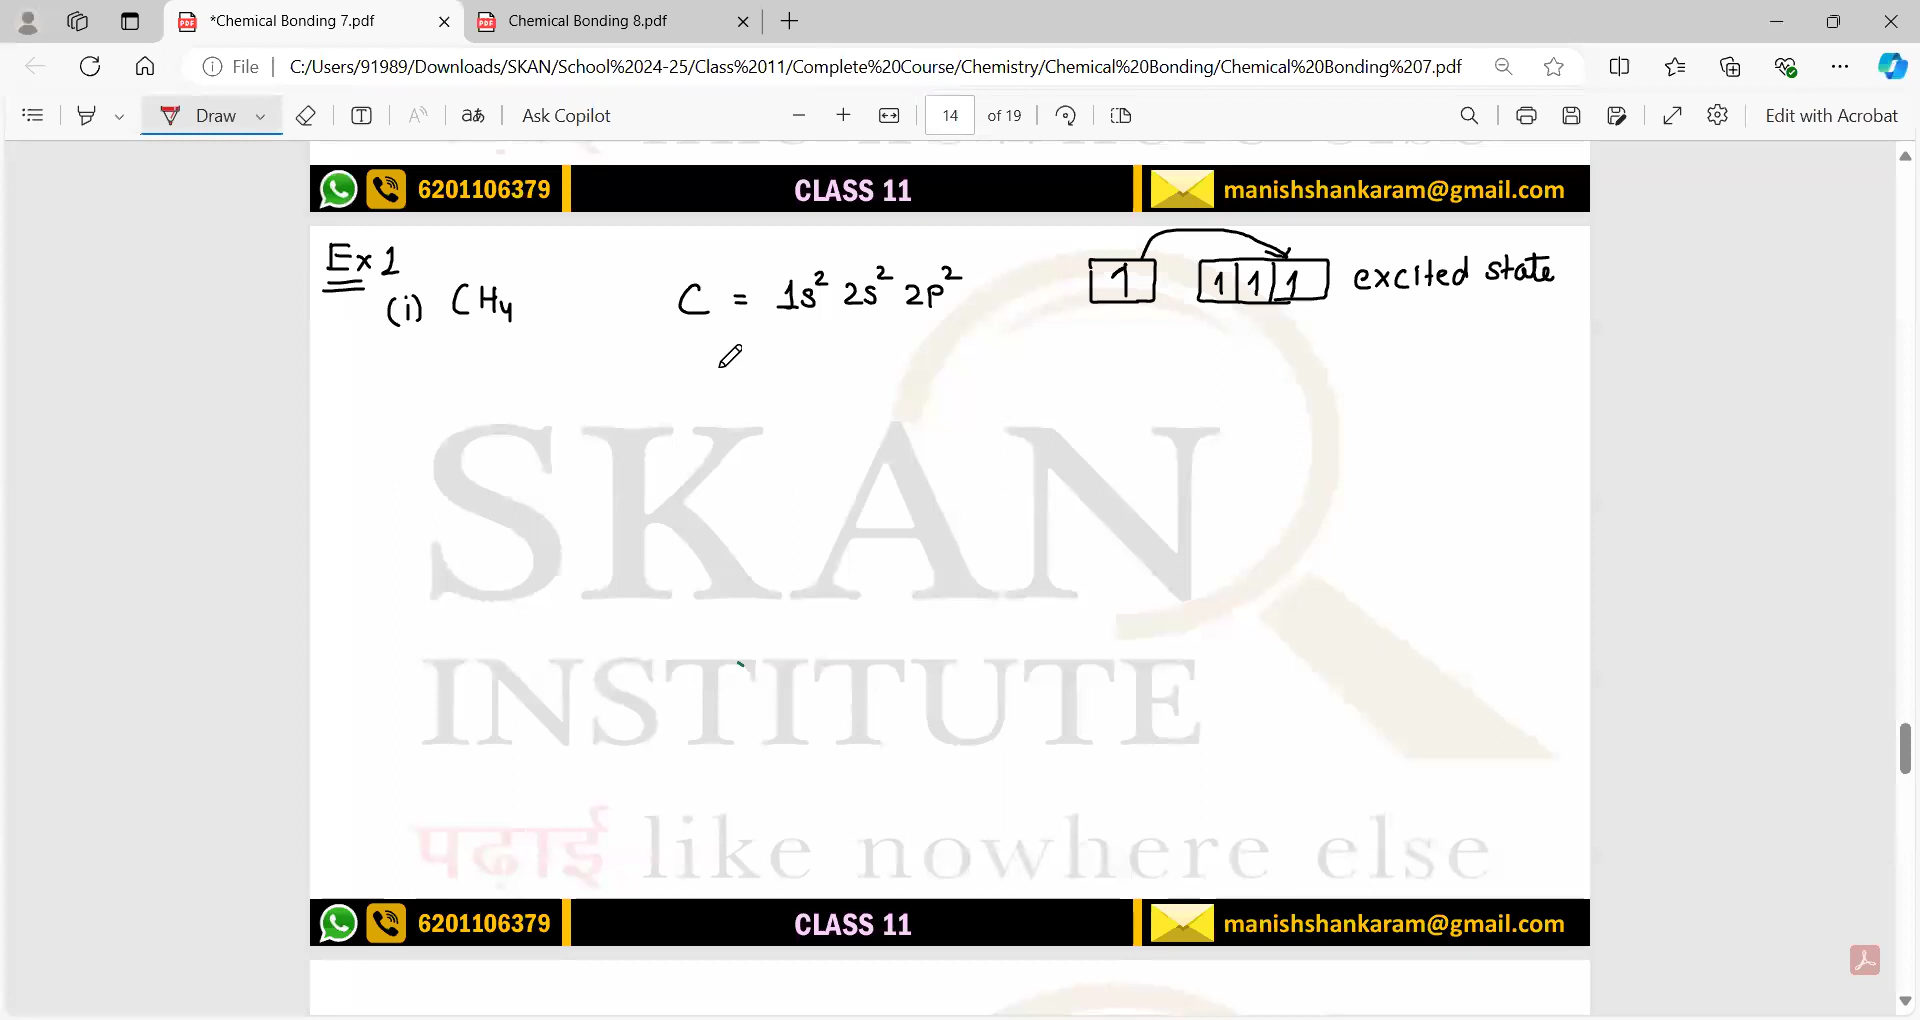 *Chemical Bonding 7.pdf
Chemical Bonding 8.pdf
File
C:/Users/91989/Downloads/SKAN/School%2024-25/Class%2011/Complete%20Course/Chemistry/Chemical%20Bonding/Chemical%20Bonding%207.pdf
Draw
Ask Copilot
14 of 19
Edit with Acrobat
6201106379 CLASS 11 manishshankaram@gmail.com
Ex 1
(i) CH4 C = 1s² 2s² 2p² 1 1 1 1 excited state
SKAN
INSTITUTE
पढ़ाई like nowhere else
6201106379 CLASS 11 manishshankaram@gmail.com